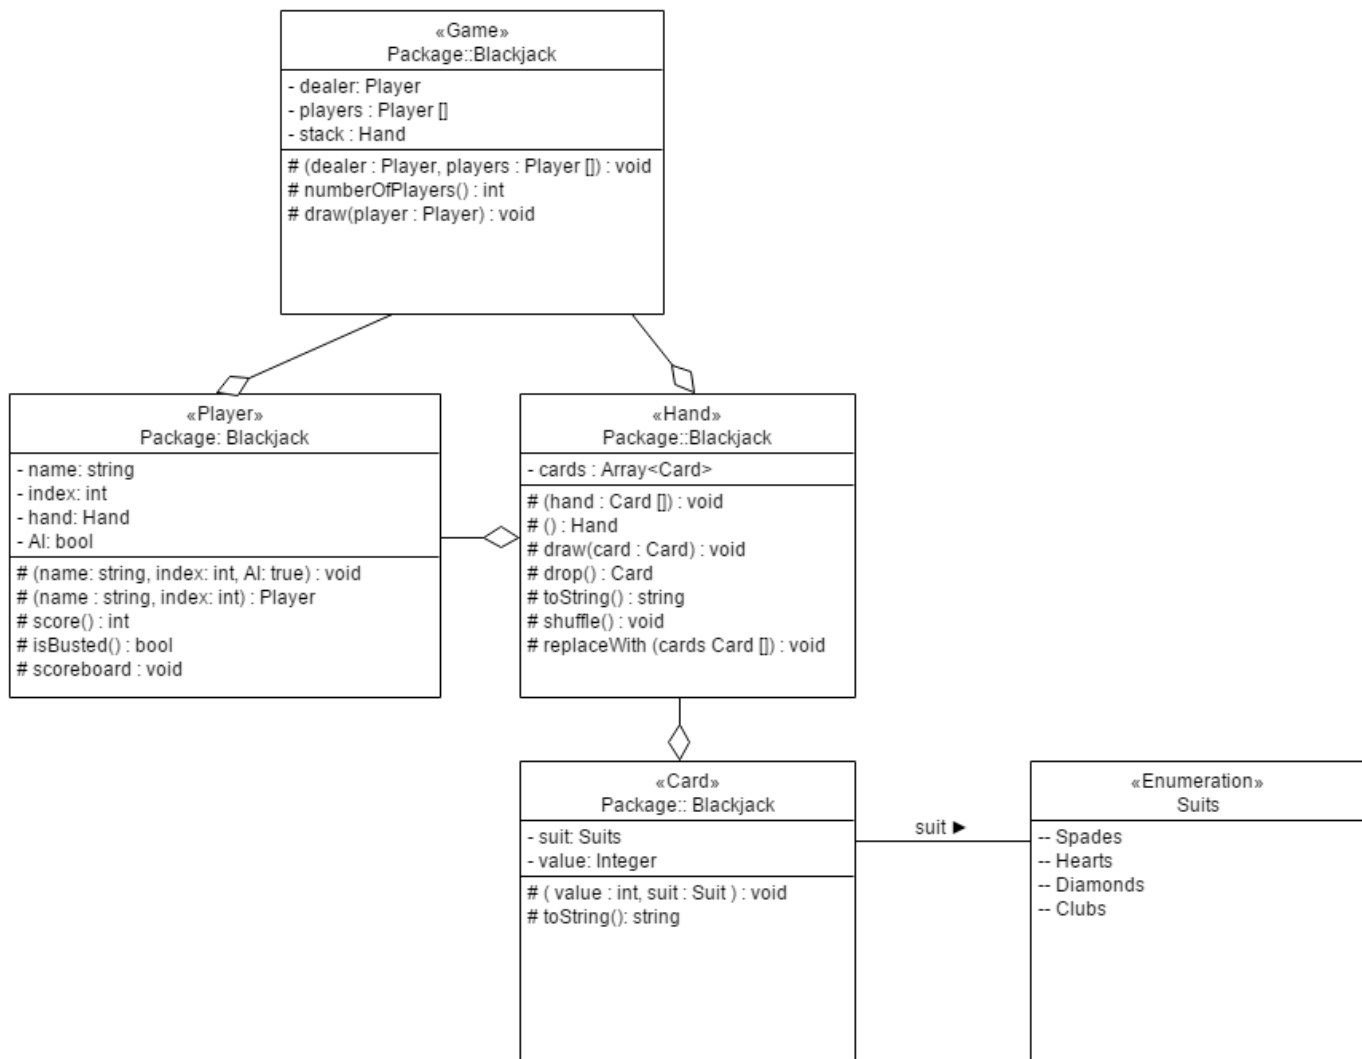 «Game»
Package::Blackjack
- dealer: Player
- players : Player []
- stack : Hand
# (dealer : Player, players : Player []) : void
# numberOfPlayers() : int
# draw(player : Player) : void
«Player»
Package: Blackjack
- name: string
- index: int
- hand: Hand
- AI: bool
# (name: string, index: int, AI: true) : void
# (name : string, index: int) : Player
# score() : int
# isBusted() : bool
# scoreboard : void
«Hand»
Package::Blackjack
- cards : Array<Card>
# (hand : Card []) : void
# () : Hand
# draw(card : Card) : void
# drop() : Card
# toString() : string
# shuffle() : void
# replaceWith (cards Card []) : void
«Card»
Package:: Blackjack
- suit: Suits
- value: Integer
# ( value : int, suit : Suit ) : void
# toString(): string
suit ►
«Enumeration»
Suits
-- Spades
-- Hearts
-- Diamonds
-- Clubs